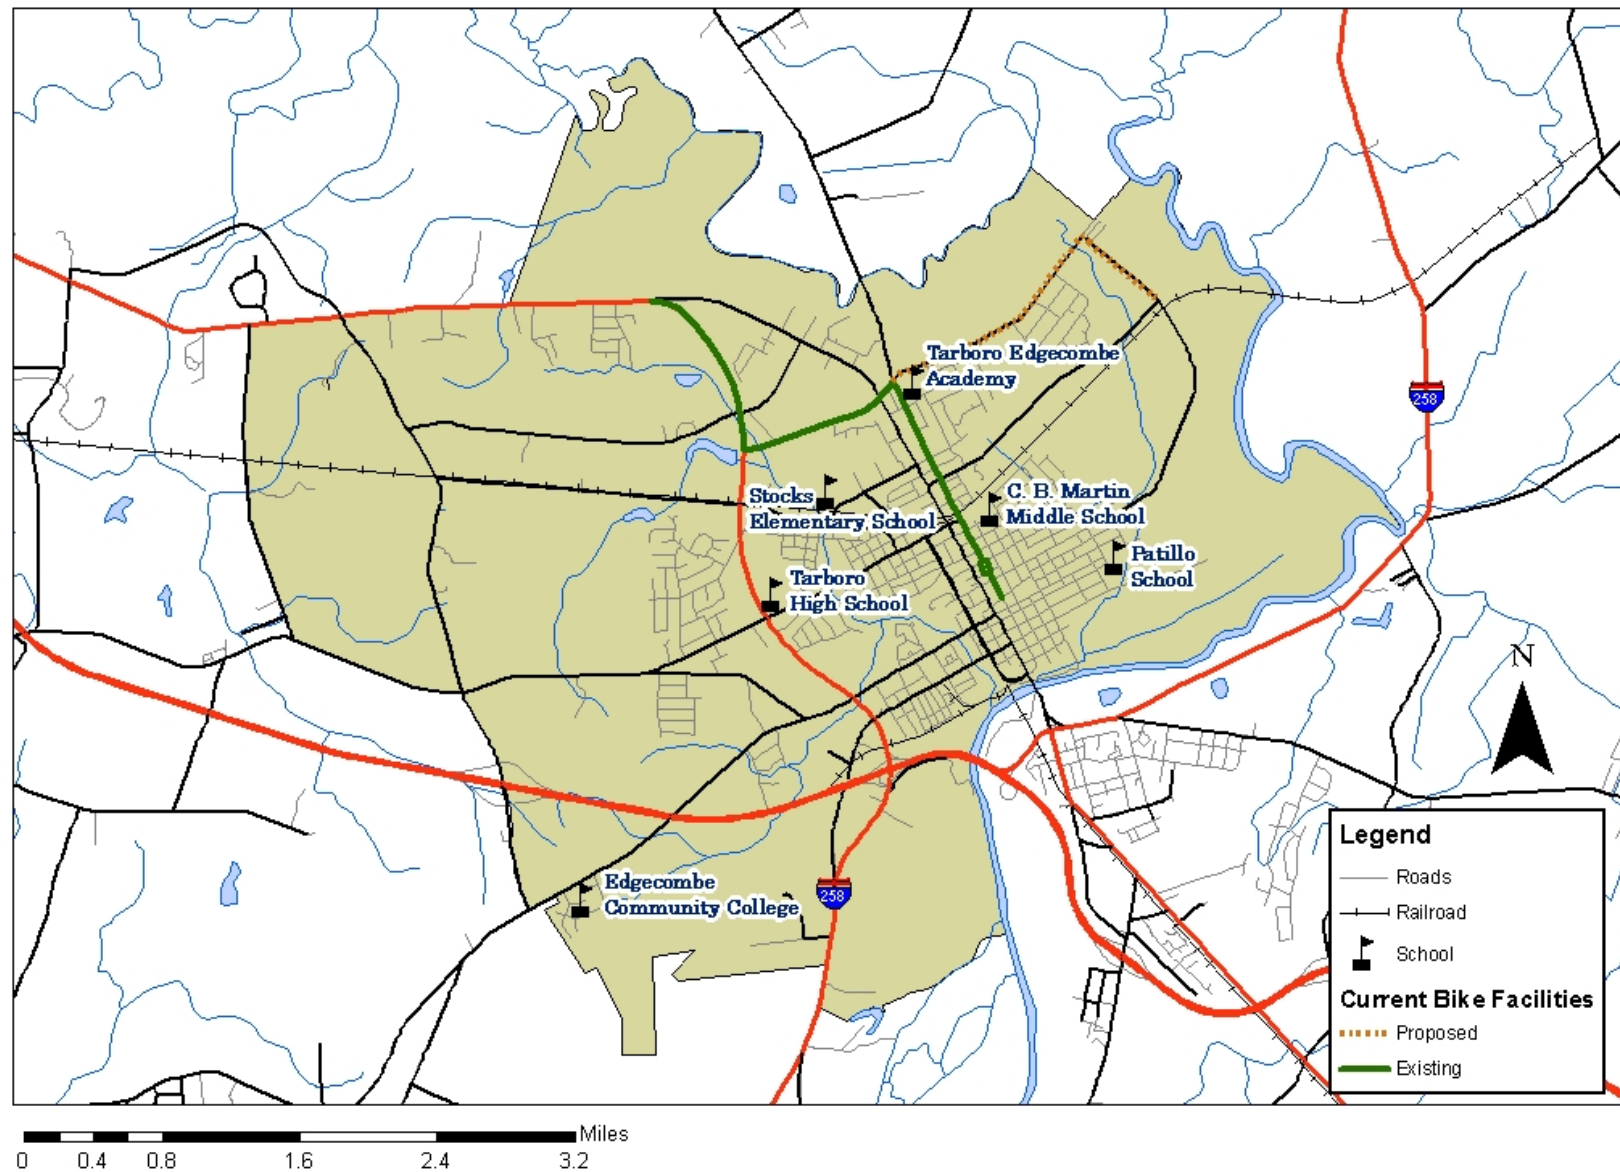 Tarboro Edgecombe
Academy
258
Stocks
Elementary School
C. B. Martin
Middle School
Patillo
School
Tarboro
High School
N
Edgecombe
Community College
258
Legend
Roads
Railroad
School
Current Bike Facilities
Proposed
Existing
Miles
0 0.4 0.8 1.6 2.4 3.2